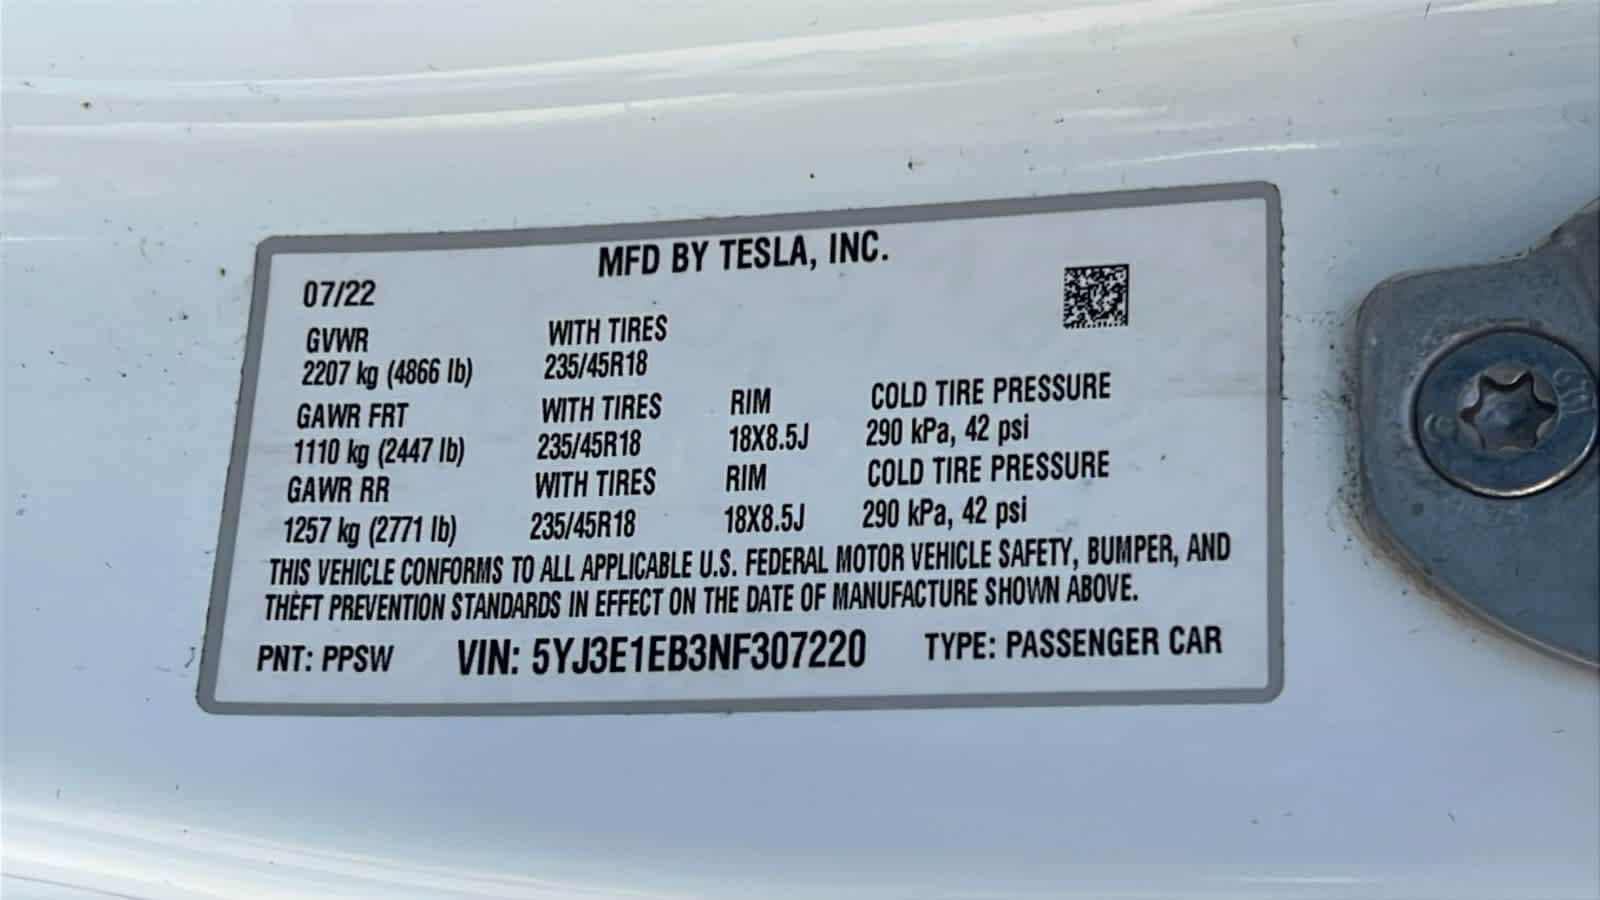 MFD BY TESLA, INC.
07/22
GVWR WITH TIRES
2207 kg (4866 lb) 235/45R18
GAWR FRT WITH TIRES RIM COLD TIRE PRESSURE
1110 kg (2447 lb) 235/45R18 18X8.5J 290 kPa, 42 psi
GAWR RR WITH TIRES RIM COLD TIRE PRESSURE
1257 kg (2771 lb) 235/45R18 18X8.5J 290 kPa, 42 psi
THIS VEHICLE CONFORMS TO ALL APPLICABLE U.S. FEDERAL MOTOR VEHICLE SAFETY, BUMPER, AND
THEFT PREVENTION STANDARDS IN EFFECT ON THE DATE OF MANUFACTURE SHOWN ABOVE.
PNT: PPSW VIN: 5YJ3E1EB3NF307220 TYPE: PASSENGER CAR